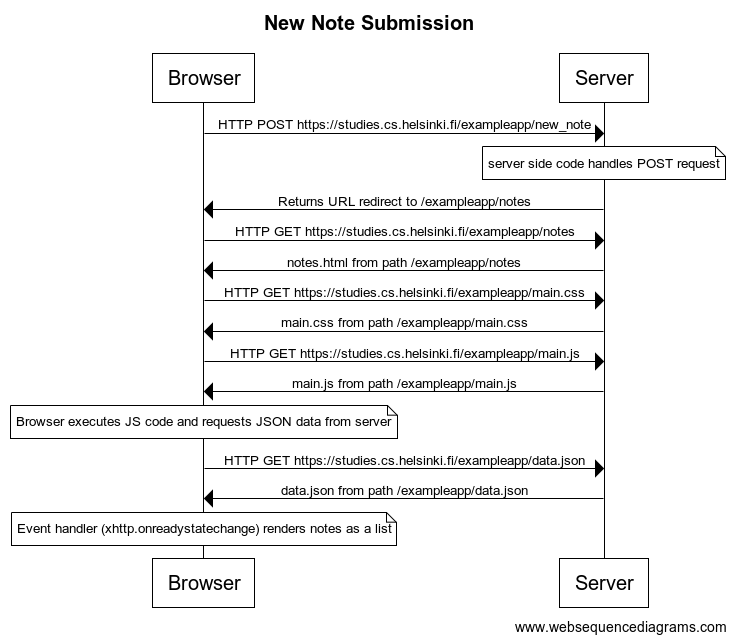 New Note Submission
Browser Server
HTTP POST https://studies.cs.helsinki.fi/exampleapp/new_note
server side code handles POST request
Returns URL redirect to /exampleapp/notes
HTTP GET https://studies.cs.helsinki.fi/exampleapp/notes
notes.html from path /exampleapp/notes
HTTP GET https://studies.cs.helsinki.fi/exampleapp/main.css
main.css from path /exampleapp/main.css
HTTP GET https://studies.cs.helsinki.fi/exampleapp/main.js
main.js from path /exampleapp/main.js
Browser executes JS code and requests JSON data from server
HTTP GET https://studies.cs.helsinki.fi/exampleapp/data.json
data.json from path /exampleapp/data.json
Event handler (xhttp.onreadystatechange) renders notes as a list
Browser Server
www.websequencediagrams.com